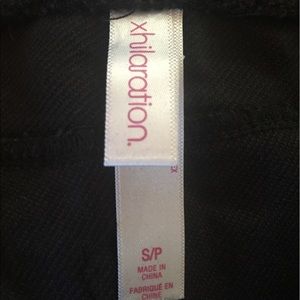 xhilaration.
S/P
MADE IN
CHINA
FABRIQUÉ EN
CHINE